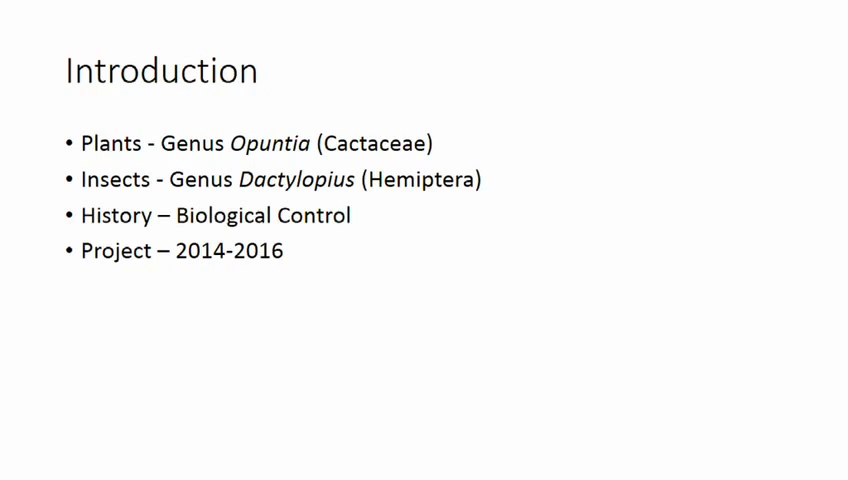 Introduction
• Plants - Genus Opuntia (Cactaceae)
• Insects - Genus Dactylopius (Hemiptera)
• History – Biological Control
• Project – 2014-2016